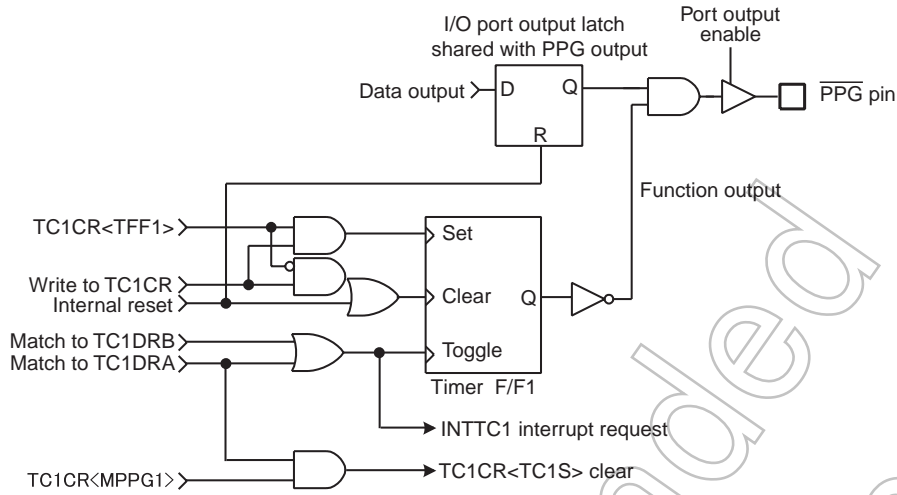 I/O port output latch
shared with PPG output
Port output
enable
Data output
D
Q
R
PPG pin
Function output
TC1CR<TFF1>
Set
Write to TC1CR
Internal reset
Clear
Q
Match to TC1DRB
Match to TC1DRA
Toggle
Timer F/F1
INTTC1 interrupt request
TC1CR<TC1S> clear
TC1CR<MPPG1>
nded